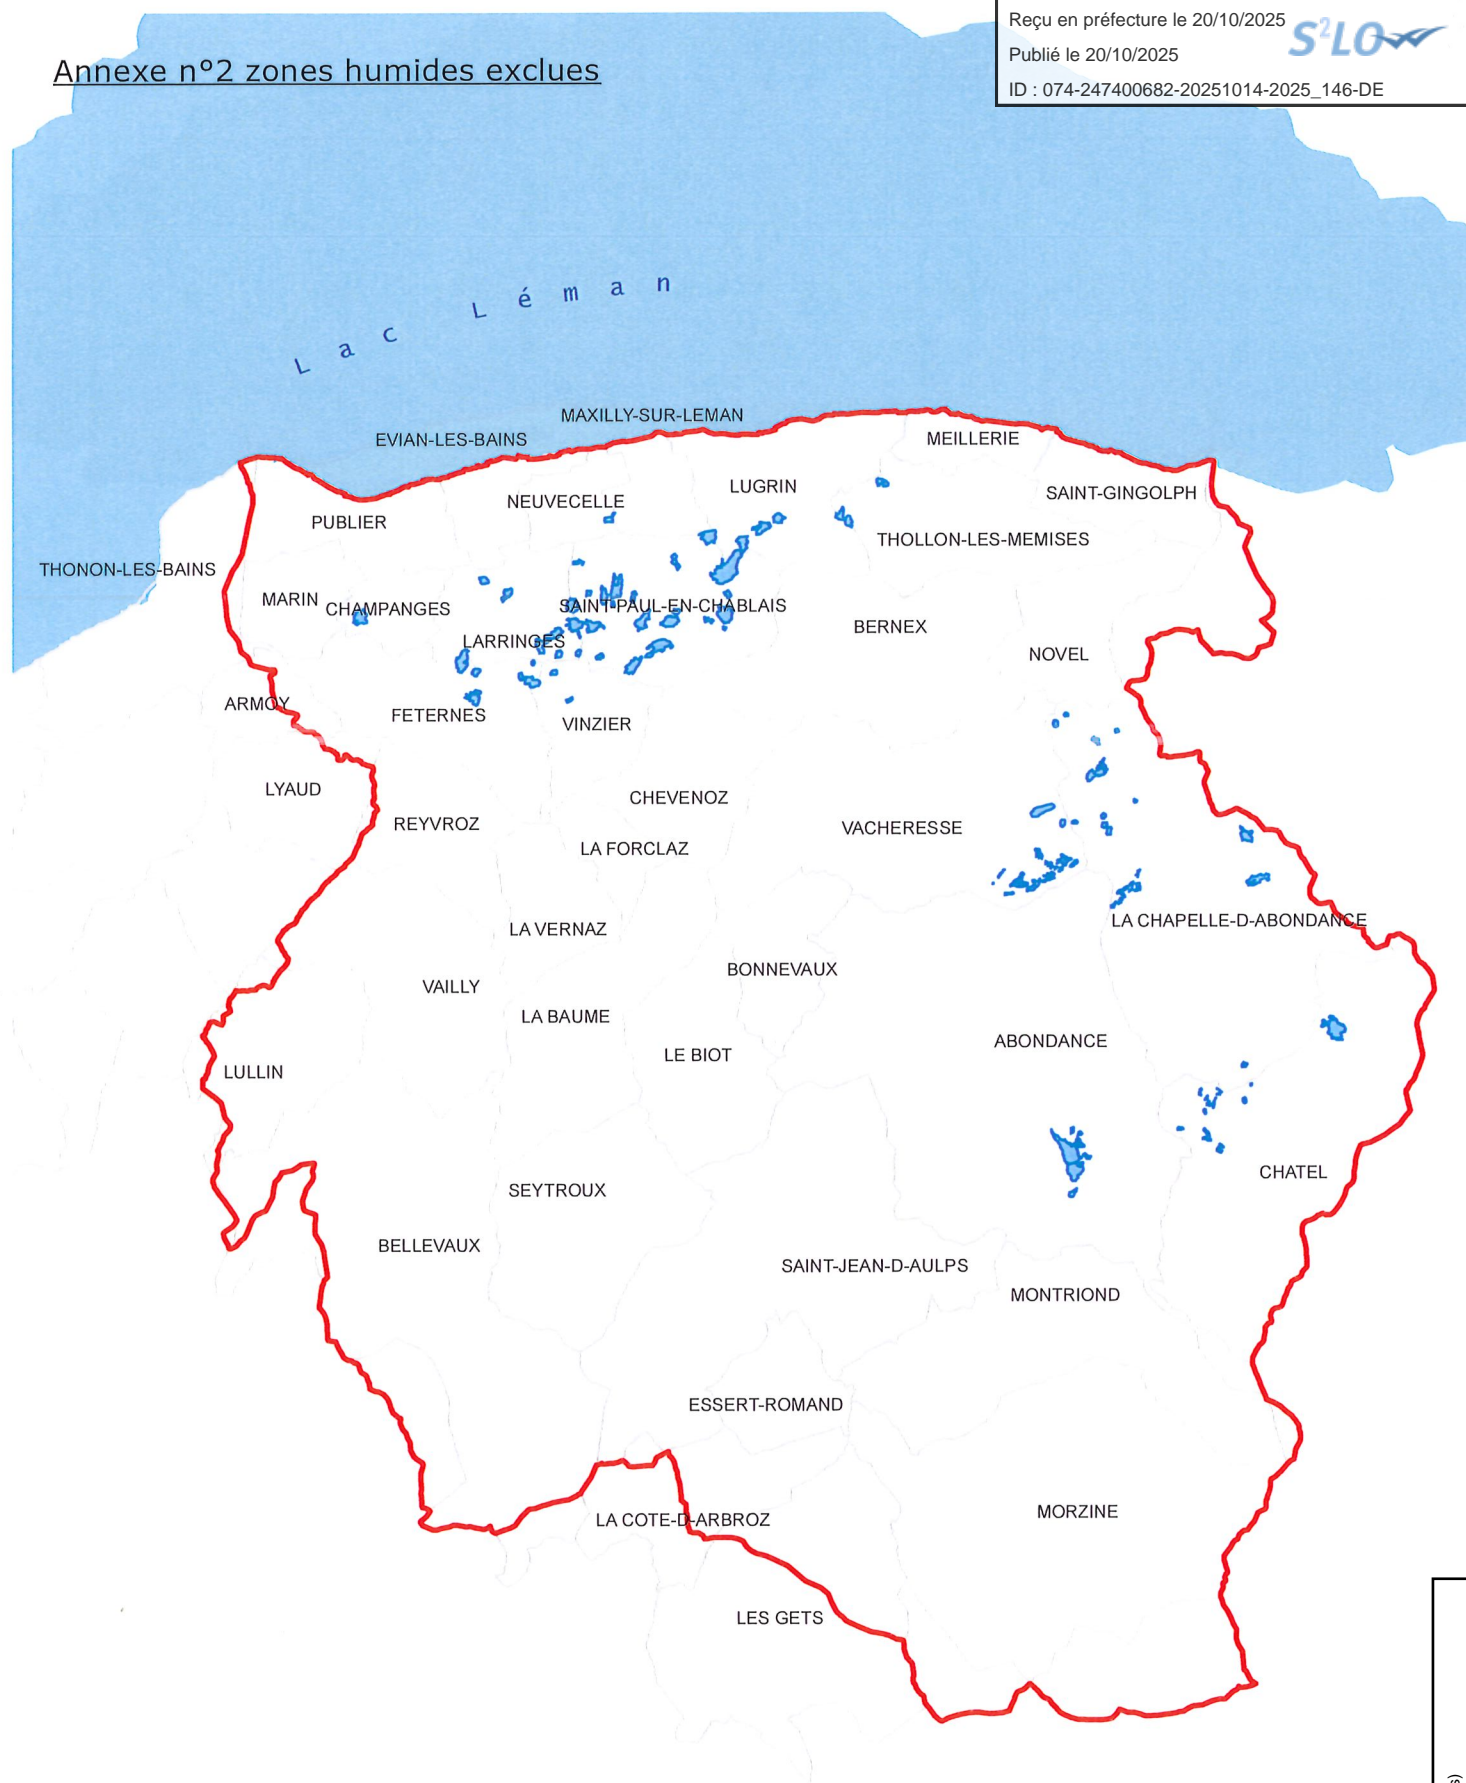 Reçu en préfecture le 20/10/2025
S²LO
Publié le 20/10/2025
ID : 074-247400682-20251014-2025_146-DE
Annexe n°2 zones humides exclues
Lac Léman
MAXILLY-SUR-LEMAN
EVIAN-LES-BAINS
MEILLERIE
LUGRIN
SAINT-GINGOLPH
NEUVECELLE
PUBLIER
THOLLON-LES-MEMISES
THONON-LES-BAINS
MARIN
CHAMPANGES
SAINT-PAUL-EN-CHABLAIS
BERNEX
LARRINGES
NOVEL
ARMOY
FETERNES
VINZIER
LYAUD
CHEVENOZ
REYVROZ
VACHERESSE
LA FORCLAZ
LA CHAPELLE-D-ABONDANCE
LA VERNAZ
BONNEVAUX
VAILLY
LA BAUME
ABONDANCE
LE BIOT
LULLIN
CHATEL
SEYTROUX
BELLEVAUX
SAINT-JEAN-D-AULPS
MONTRIOND
ESSERT-ROMAND
MORZINE
LA COTE-D-ARBROZ
LES GETS